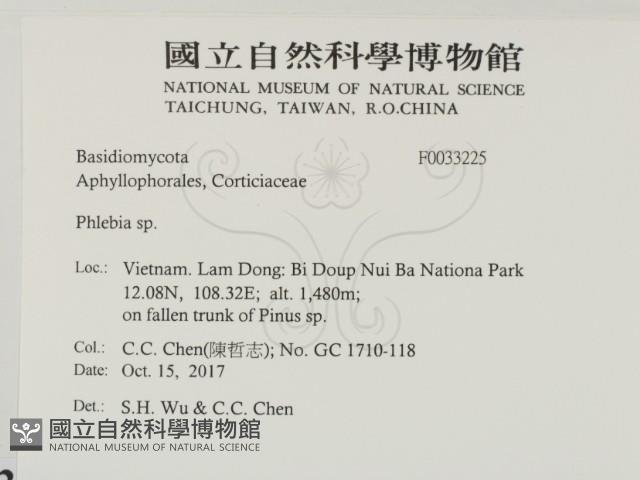 國立自然科學博物館
NATIONAL MUSEUM OF NATURAL SCIENCE
TAICHUNG, TAIWAN, R.O.CHINA
Basidiomycota F0033225
Aphyllophorales, Corticiaceae
Phlebia sp.
Loc.: Vietnam. Lam Dong: Bi Doup Nui Ba Nationa Park
12.08N, 108.32E; alt. 1,480m;
on fallen trunk of Pinus sp.
Col.: C.C. Chen(陳哲志); No. GC 1710-118
Date: Oct. 15, 2017
Det.: S.H. Wu & C.C. Chen
國立自然科學博物館
NATIONAL MUSEUM OF NATURAL SCIENCE